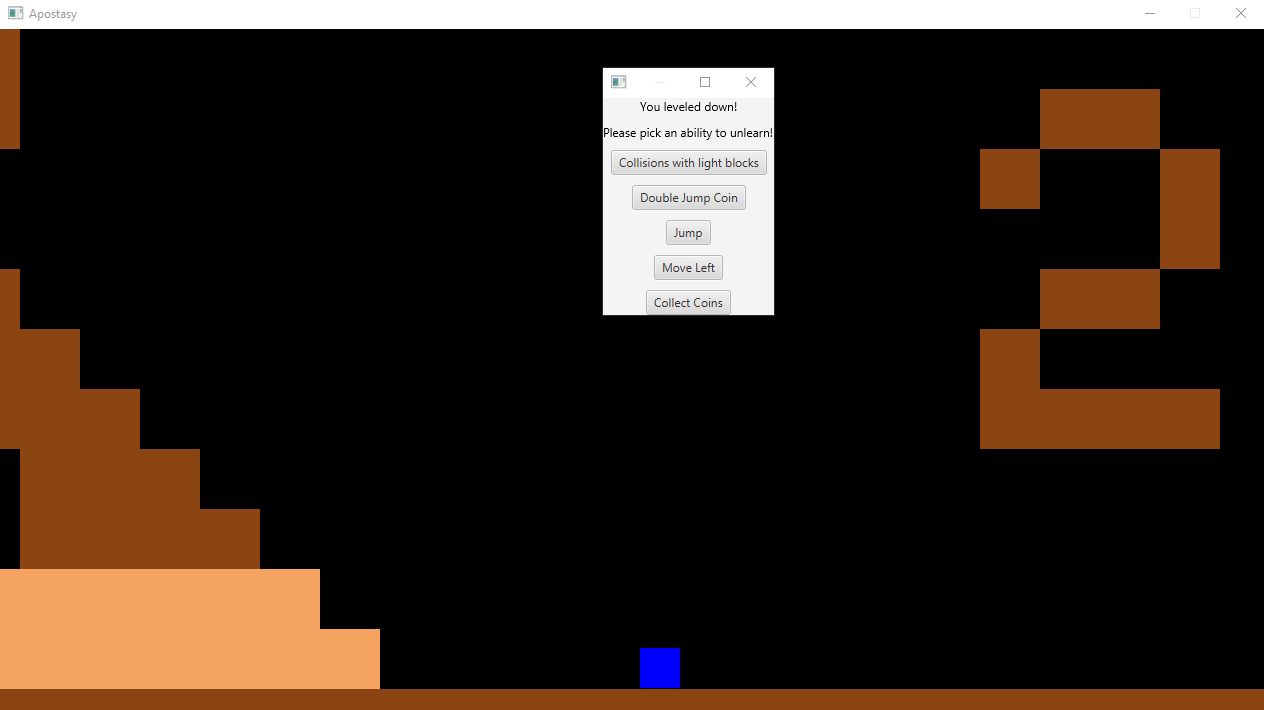 Apostasy
You leveled down!
Please pick an ability to unlearn!
Collisions with light blocks
Double Jump Coin
Jump
Move Left
Collect Coins
2